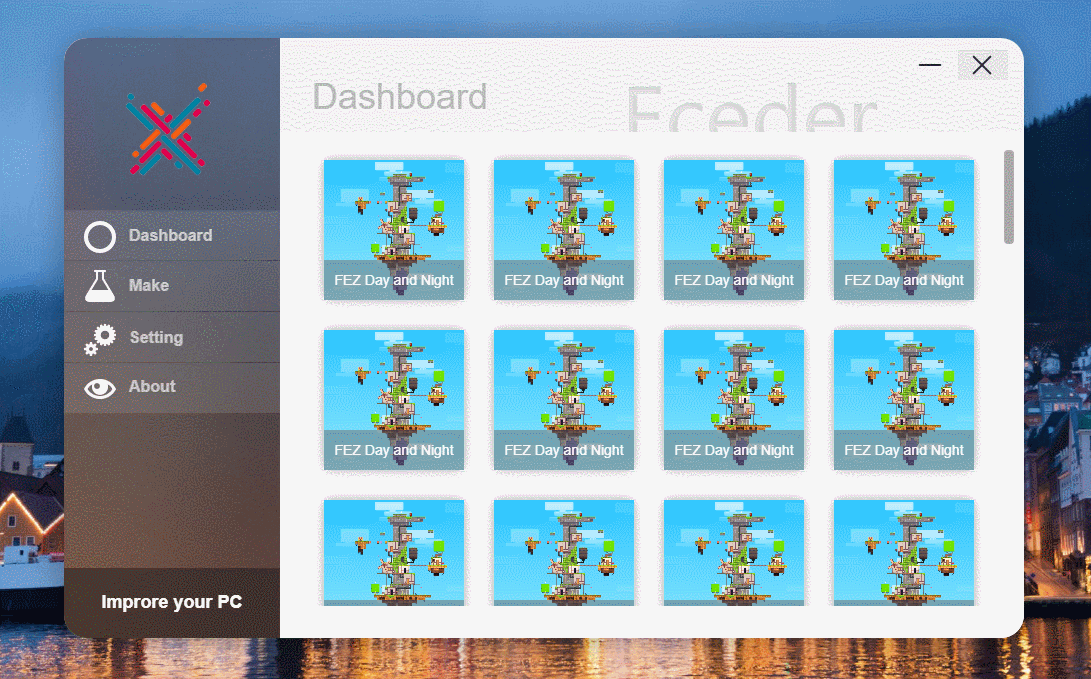 Dashboard
Eceder
Dashboard
Make
Setting
About
Improre your PC
FEZ Day and Night
FEZ Day and Night
FEZ Day and Night
FEZ Day and Night
FEZ Day and Night
FEZ Day and Night
FEZ Day and Night
FEZ Day and Night